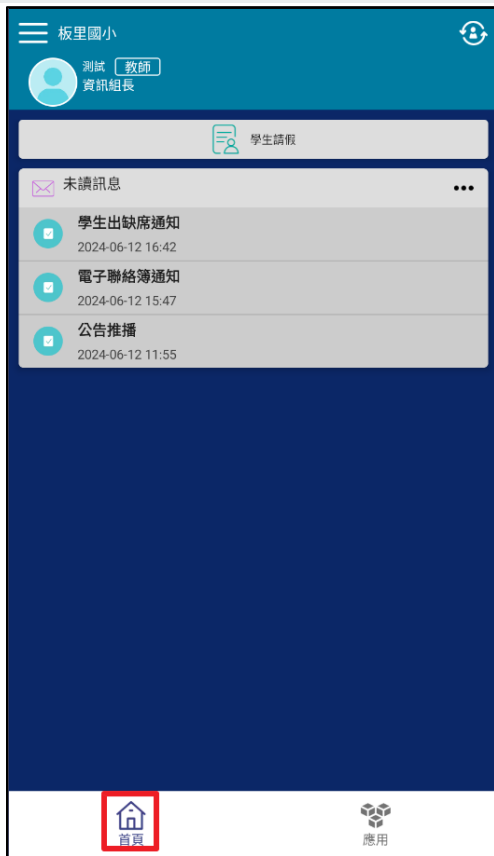 板里國小
測試 教師
資訊組長
學生請假
未讀訊息
學生出缺席通知
2024-06-12 16:42
電子聯絡簿通知
2024-06-12 15:47
公告推播
2024-06-12 11:55
首頁
應用